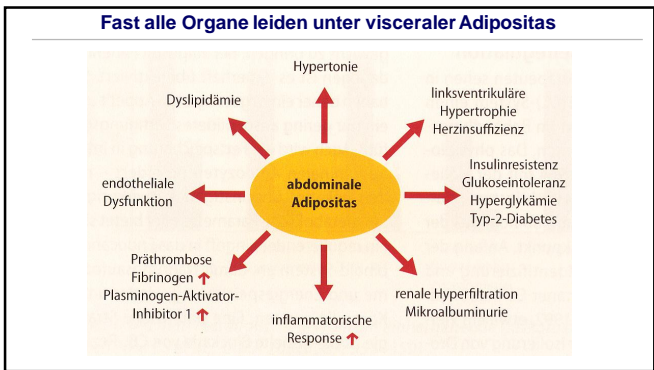 Fast alle Organe leiden unter visceraler Adipositas
Hypertonie
Dyslipidämie
linksventrikuläre
Hypertrophie
Herzinsuffizienz
endotheliale
Dysfunktion
abdominale
Adipositas
Insulinresistenz
Glukoseintoleranz
Hyperglykämie
Typ-2-Diabetes
Präthrombose
Fibrinogen ↑
Plasminogen-Aktivator-
Inhibitor 1 ↑
inflammatorische
Response ↑
renale Hyperfiltration
Mikroalbuminurie